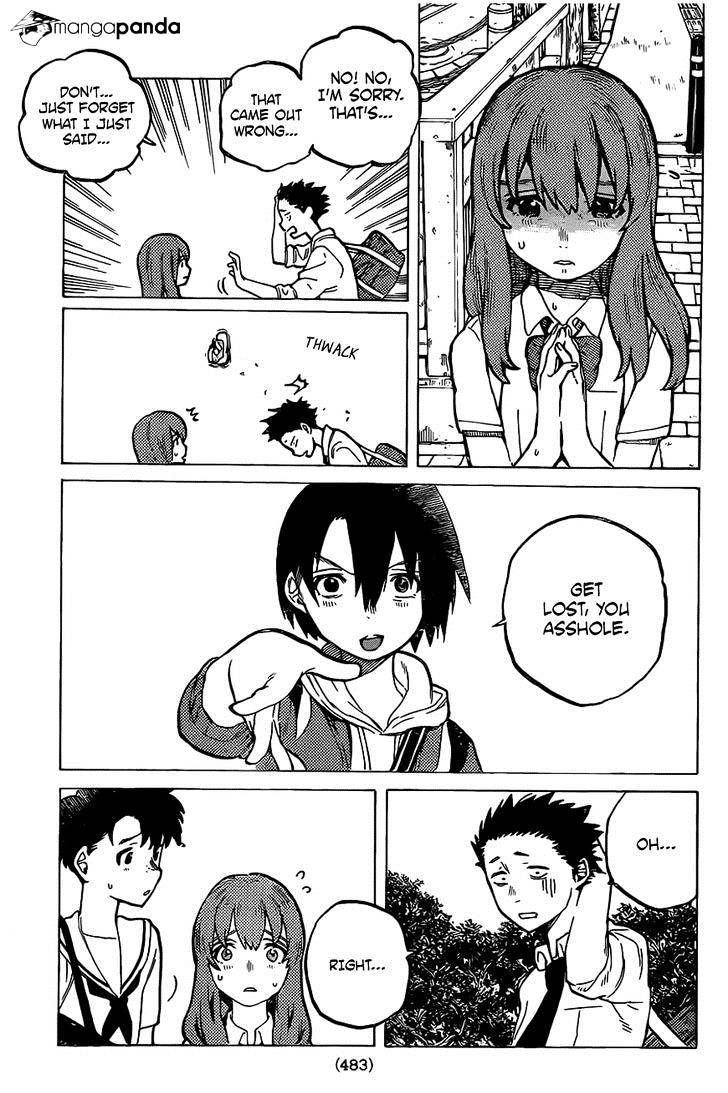 mangapanda
NO! NO,
I'M SORRY.
THAT'S...
THAT
CAME OUT
WRONG...
DON'T...
JUST FORGET
WHAT I JUST
SAID...
THWACK
GET
LOST, YOU
ASSHOLE.
OH...
RIGHT...
(483)